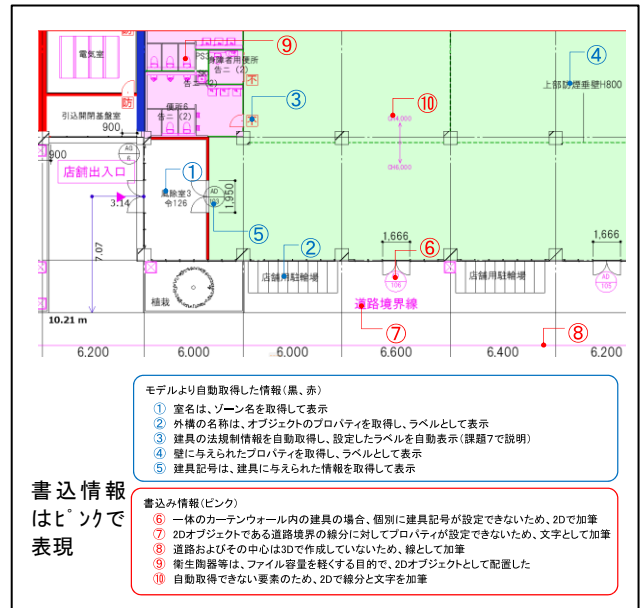 防
電気室
PS3
身障者用便所
告ニ (2)
⑨
④
上部防煙垂壁H800
告ニ (2)
不
便所6
告ニ (2)
③
⑩
CH4.000
引込開閉基盤室
防
900
CH6.000
900
AG
6
店舗出入口
①
風除室3
令126
AD
103
1,950
3.14
⑤
7.07
②
1,666
⑥
1,666
店舗用駐輪場
AD
106
店舗用駐輪場
AD
105
植栽
道路境界線
10.21 m
⑦
⑧
6.200
6.000
6.000
6.600
6.400
6.200
モデルより自動取得した情報(黒、赤)
① 室名は、ゾーン名を取得して表示
② 外構の名称は、オブジェクトのプロパティを取得し、ラベルとして表示
③ 建具の法規制情報を自動取得し、設定したラベルを自動表示(課題7で説明)
④ 壁に与えられたプロパティを取得し、ラベルとして表示
⑤ 建具記号は、建具に与えられた情報を取得して表示
書込情報
はピンクで
表現
書込み情報(ピンク)
⑥ 一体のカーテンウォール内の建具の場合、個別に建具記号が設定できないため、2Dで加筆
⑦ 2Dオブジェクトである道路境界の線分に対してプロパティが設定できないため、文字として加筆
⑧ 道路およびその中心は3Dで作成していないため、線として加筆
⑨ 衛生陶器等は、ファイル容量を軽くする目的で、2Dオブジェクトとして配置した
⑩ 自動取得できない要素のため、2Dで線分と文字を加筆